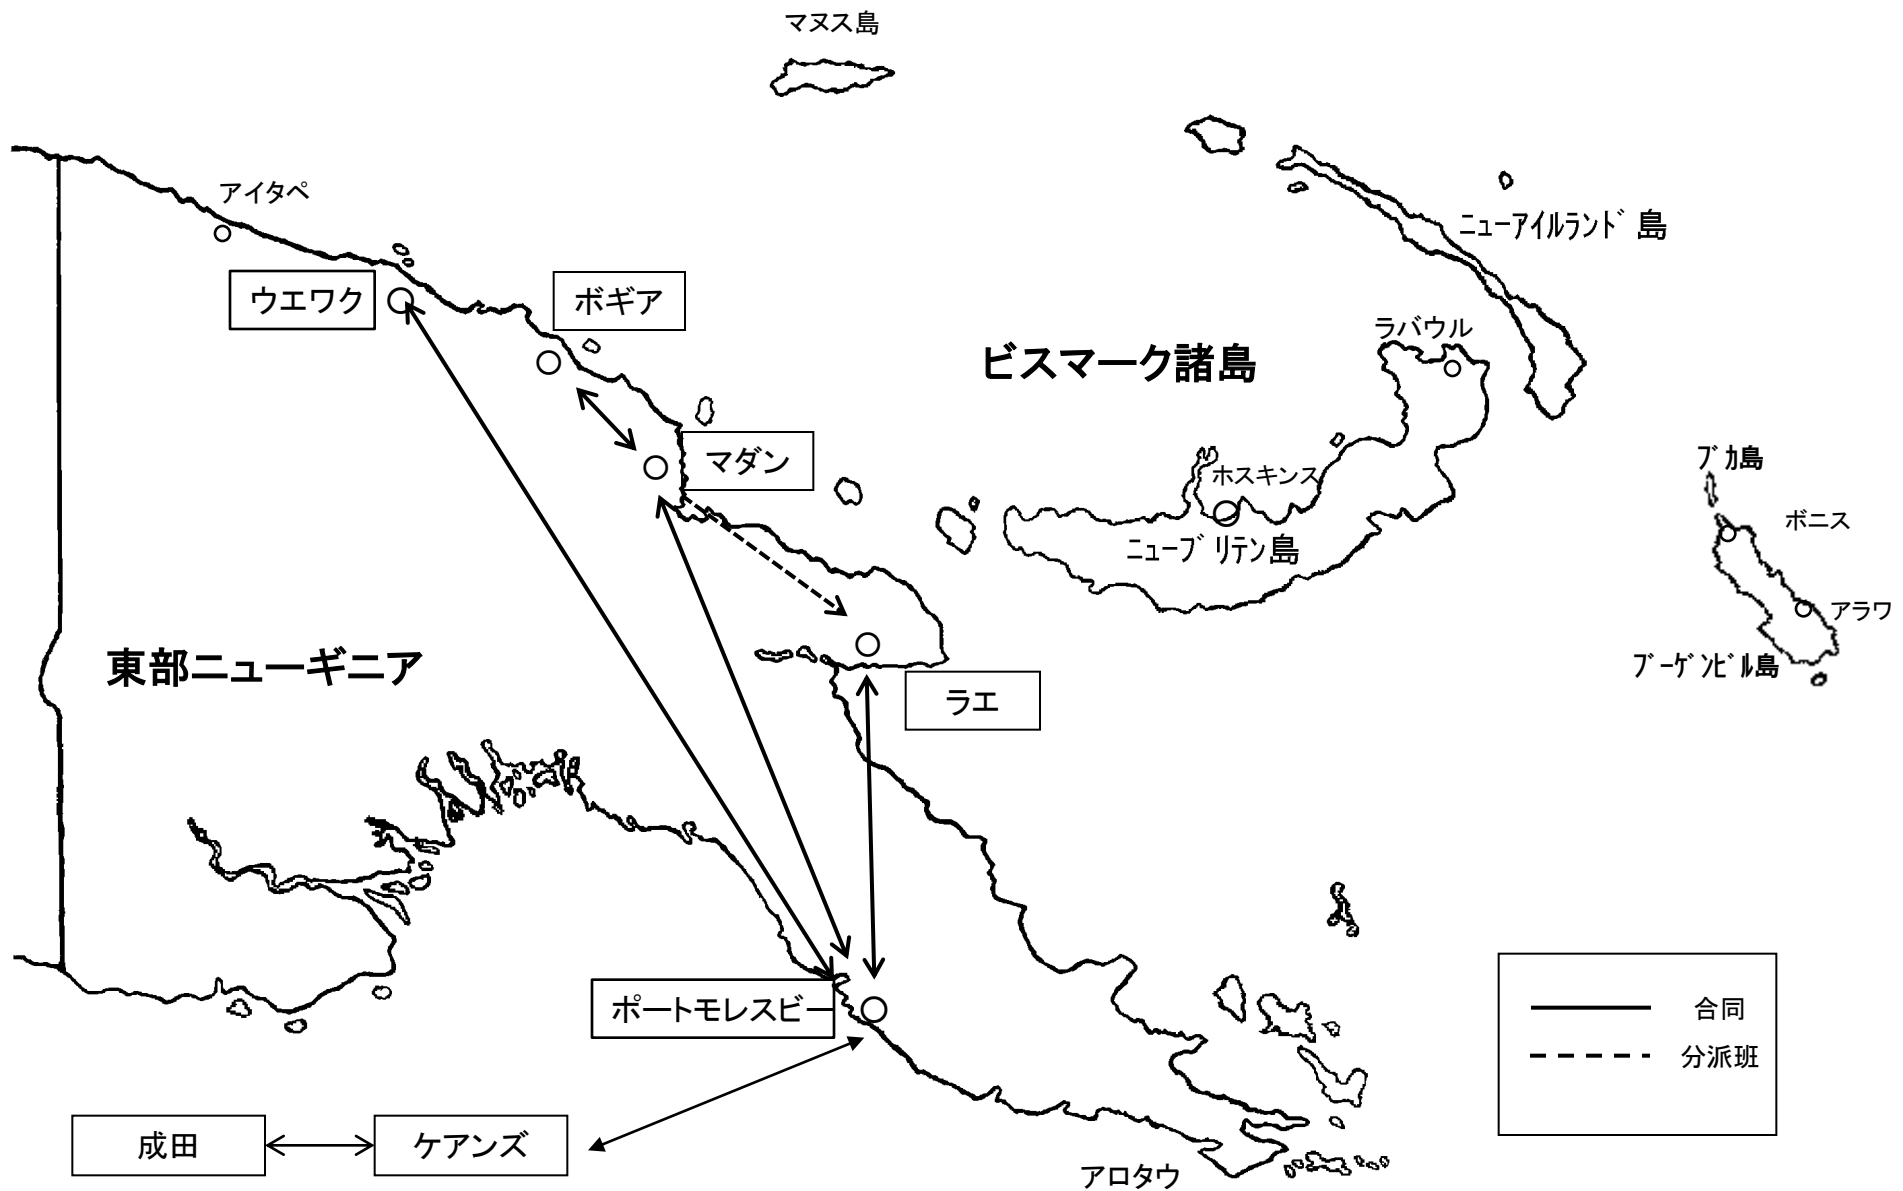 マヌス島
アイタペ
ニューアイルランド島
ウエワク
ボギア
ラバウル
ビスマーク諸島
マダン
ホスキンス
ブカ島
ボニス
ニューブリテン島
アラワ
東部ニューギニア
ブーゲンビル島
ラエ
ポートモレスビー
合同
分派班
成田
ケアンズ
アロタウ